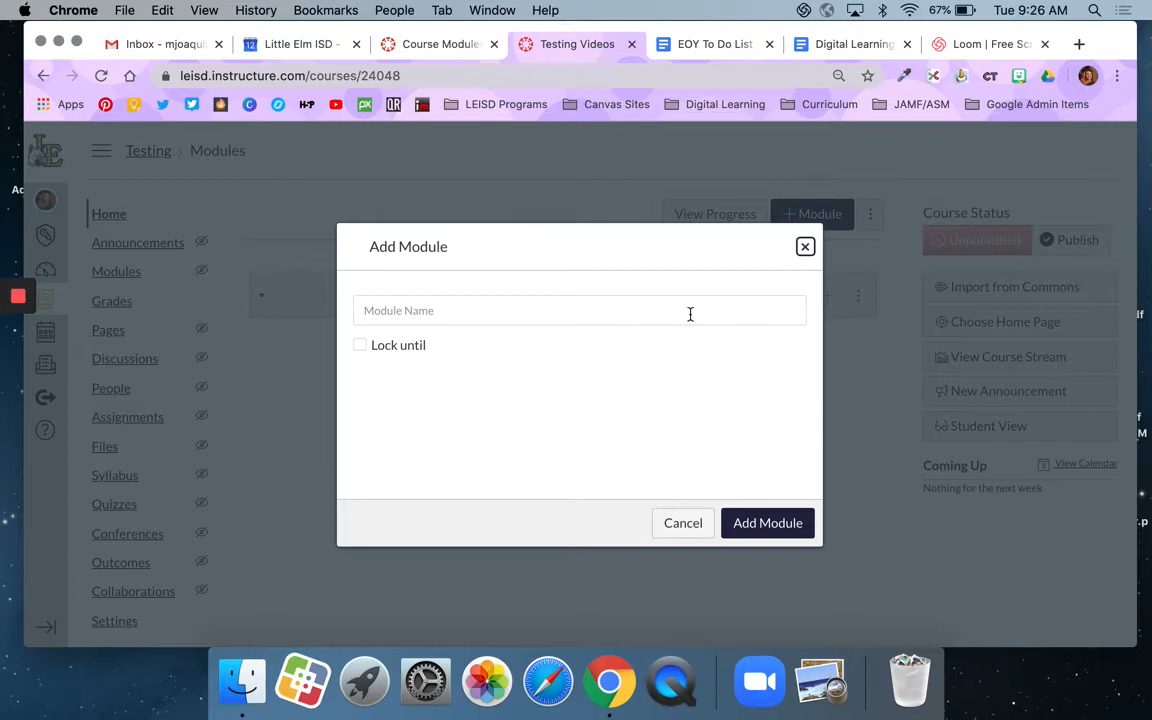 Chrome File Edit View History Bookmarks People Tab Window Help 67% Tue 9:26 AM
Inbox - mjoaqui Little Elm ISD - Course Module Testing Videos EOY To Do List Digital Learning Loom | Free Sc
leisd.instructure.com/courses/24048
Apps LEISD Programs Canvas Sites Digital Learning Curriculum JAMF/ASM Google Admin Items
Testing › Modules
Home
Announcements
Modules
Grades
Pages
Discussions
People
Assignments
Files
Syllabus
Quizzes
Conferences
Outcomes
Collaborations
Settings
View Progress + Module
Add Module
Module Name
Lock until
Cancel Add Module
Course Status
Unpublished Publish
Import from Commons
Choose Home Page
View Course Stream
New Announcement
Student View
Coming Up View Calendar
Nothing for the next week